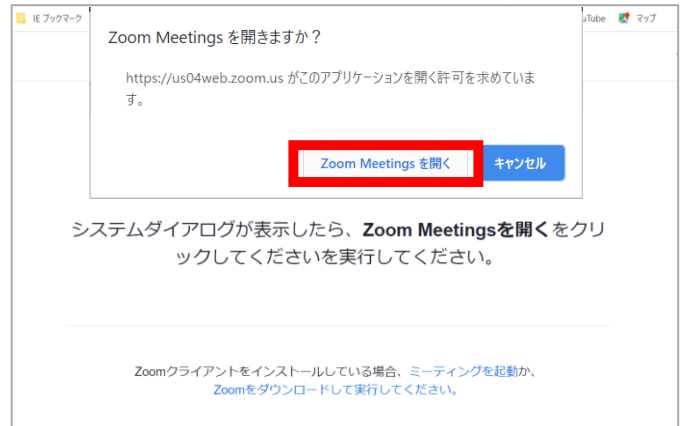 IE ブックマーク
uTube マップ
Zoom Meetings を開きますか？
https://us04web.zoom.us がこのアプリケーションを開く許可を求めていま
す。
Zoom Meetings を開く キャンセル
システムダイアログが表示したら、Zoom Meetingsを開くをクリ
ックしてくださいを実行してください。
Zoomクライアントをインストールしている場合、ミーティングを起動か、
Zoomをダウンロードして実行してください。